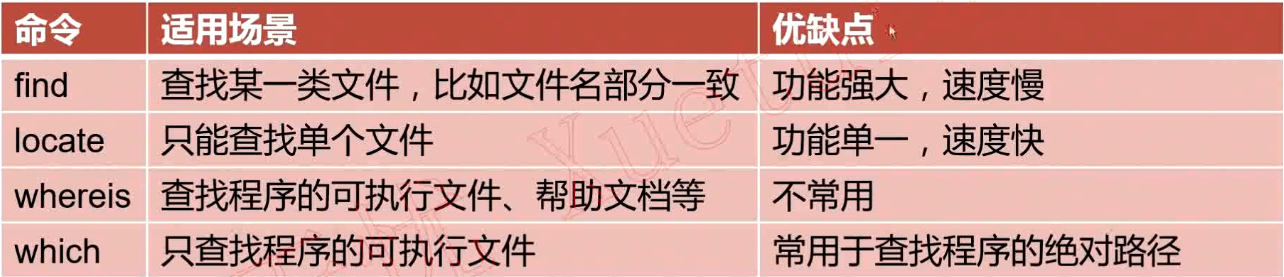 命令 适用场景 优缺点
find 查找某一类文件，比如文件名部分一致 功能强大，速度慢
locate 只能查找单个文件 功能单一，速度快
whereis 查找程序的可执行文件、帮助文档等 不常用
which 只查找程序的可执行文件 常用于查找程序的绝对路径